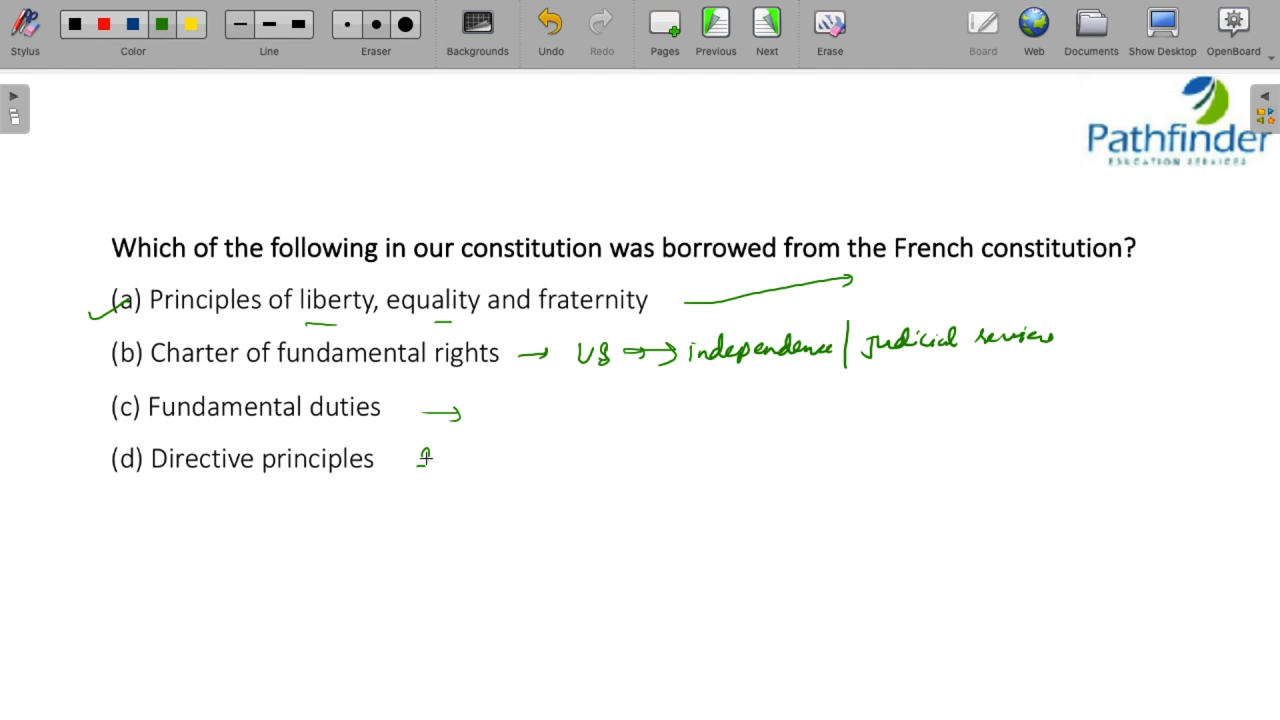 Stylus Color Line Eraser Backgrounds Undo Redo Pages Previous Next Erase Board Web Documents Show Desktop OpenBoard
Pathfinder
EDUCATION SERVICES
Which of the following in our constitution was borrowed from the French constitution?
(a) Principles of liberty, equality and fraternity
(b) Charter of fundamental rights → US → independence | Judicial review
(c) Fundamental duties →
(d) Directive principles